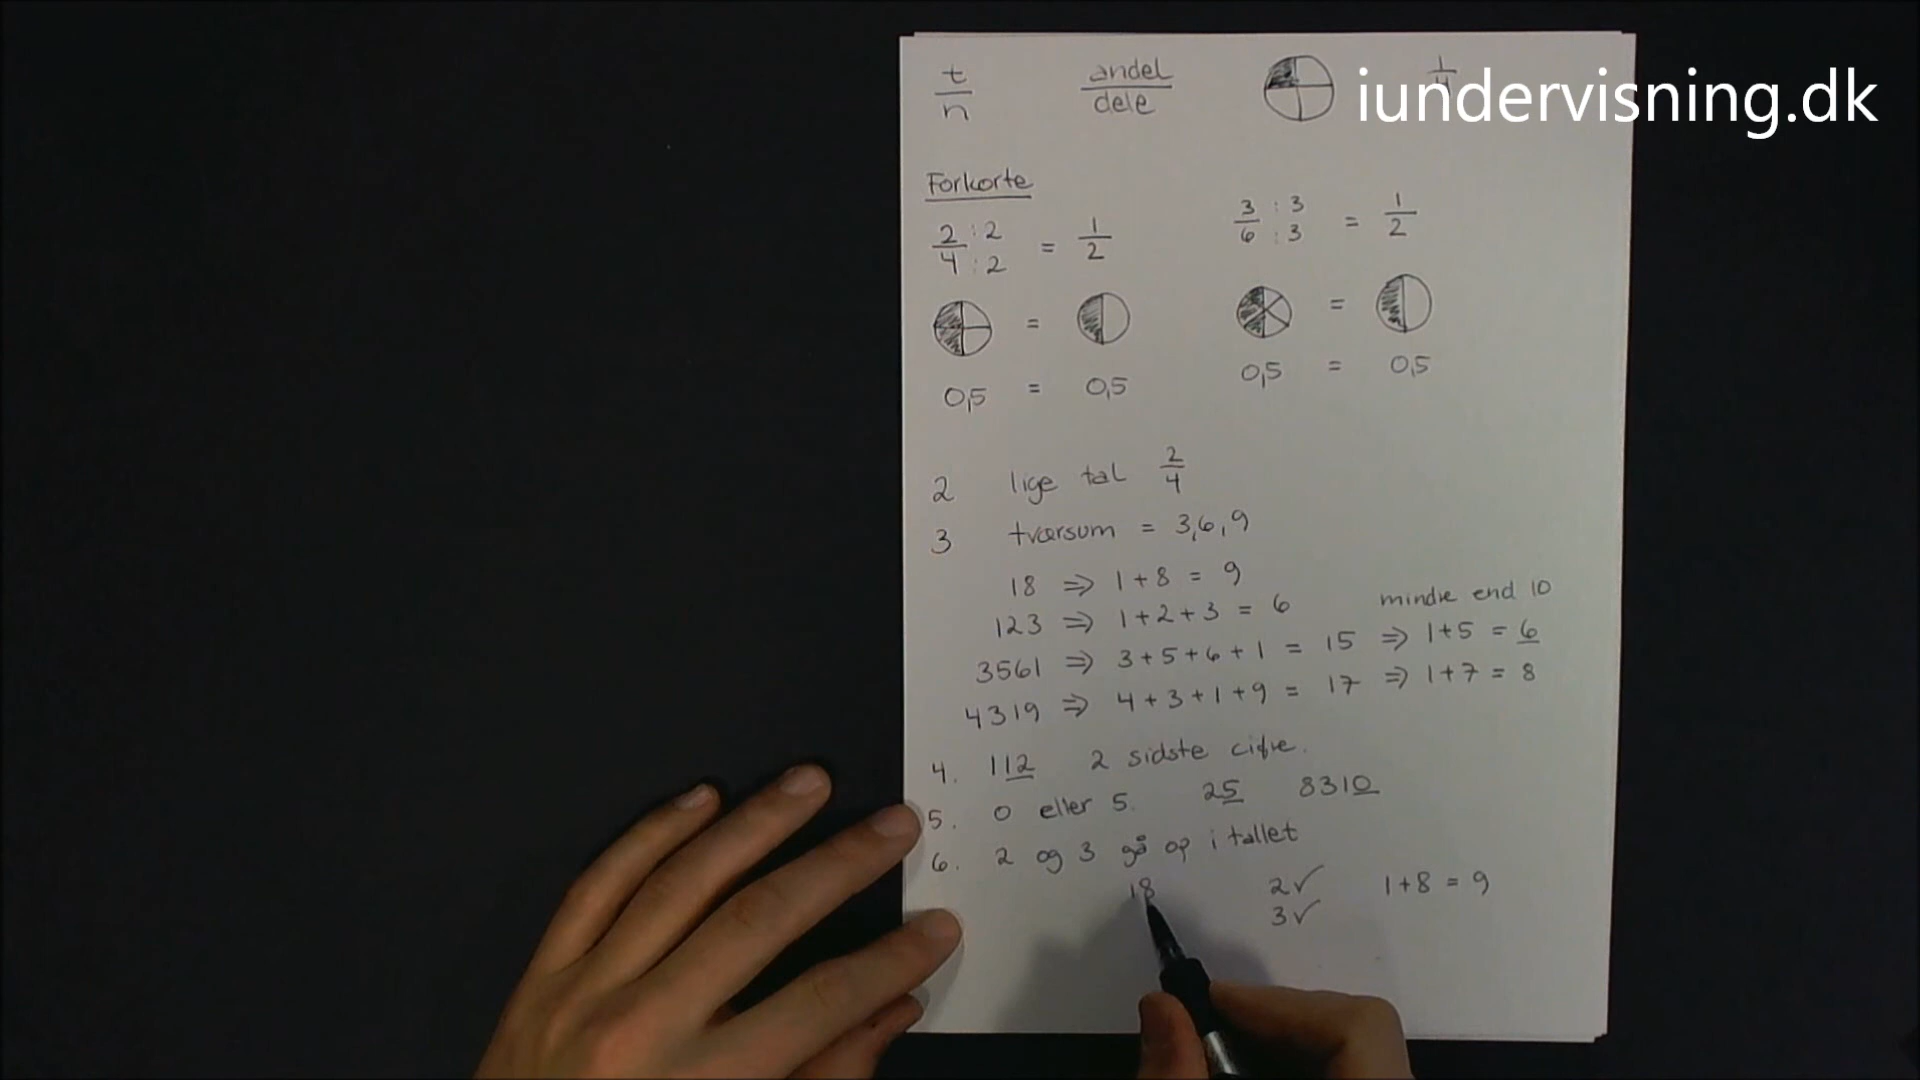 t/n andel/dele 1/4
iundervisning.dk
Forkorte
2/4 : 2/: 2 = 1/2 3/6 : 3/: 3 = 1/2
= =
0,5 = 0,5 0,5 = 0,5
2 lige tal 2/4
3 tværsum = 3,6,9
18 ⇒ 1+8 = 9
123 ⇒ 1+2+3 = 6 mindre end 10
3561 ⇒ 3+5+6+1 = 15 ⇒ 1+5 = 6
4319 ⇒ 4+3+1+9 = 17 ⇒ 1+7 = 8
4. 112 2 sidste cifre.
5. 0 eller 5. 25 8310
6. 2 og 3 gå op i tallet
18 2✓ 1+8 = 9
3✓